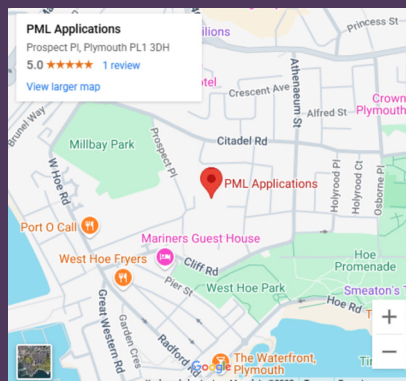 PML Applications
Prospect Pl, Plymouth PL1 3DH
5.0 ★★★★★ 1 review
View larger map
Princess St
Athenaeum St
Crescent Ave
Alfred St
Crown
Plymouth
Brunel Way
Millbay Park
Prospect Pl
Citadel Rd
W Hoe Rd
PML Applications
Holyrood Pl
Holyrood Ct
Osborne Pl
Port O Call
Mariners Guest House
West Hoe Fryers
Cliff Rd
Hoe
Promenade
Pier St
West Hoe Park
Smeaton's T
Hoe Rd
Great Western Rd
Garden Cres
Radford Rd
Google
The Waterfront,
Plymouth